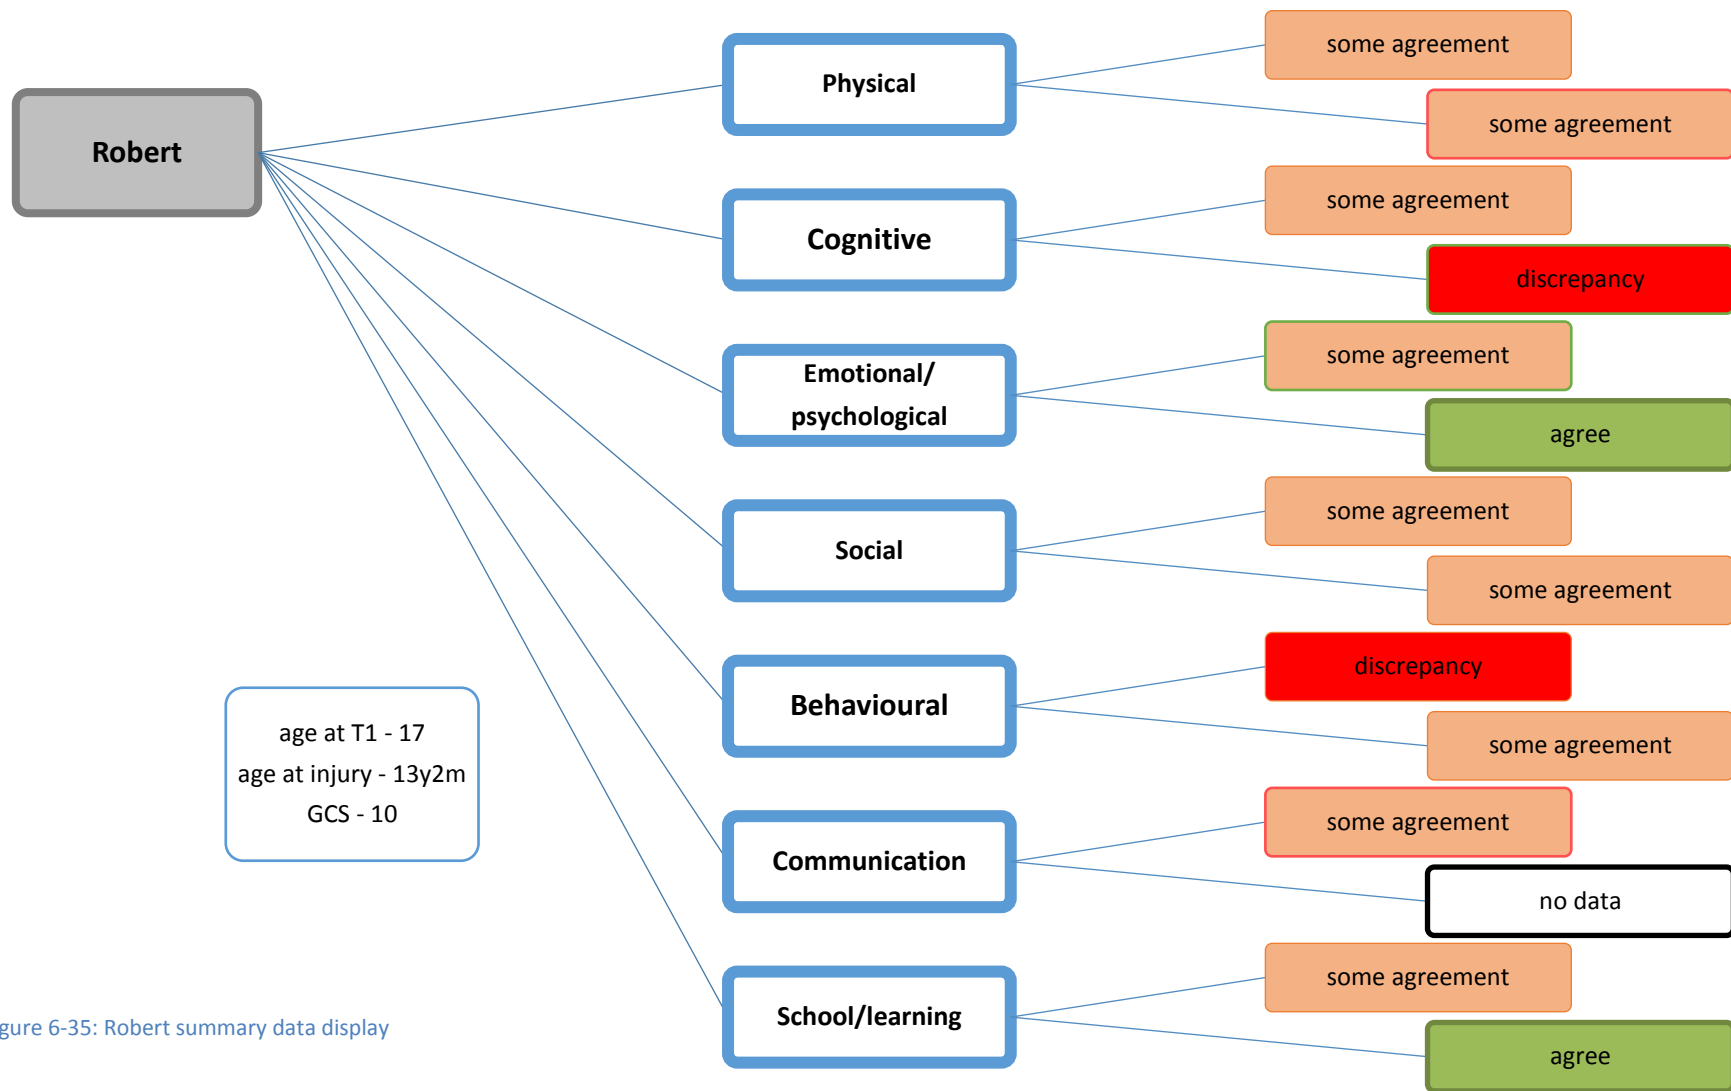 Robert
Physical
some agreement
some agreement
Cognitive
some agreement
discrepancy
Emotional/
psychological
some agreement
agree
Social
some agreement
some agreement
Behavioural
discrepancy
some agreement
Communication
some agreement
no data
School/learning
some agreement
agree
age at T1 - 17
age at injury - 13y2m
GCS - 10
gure 6-35: Robert summary data display